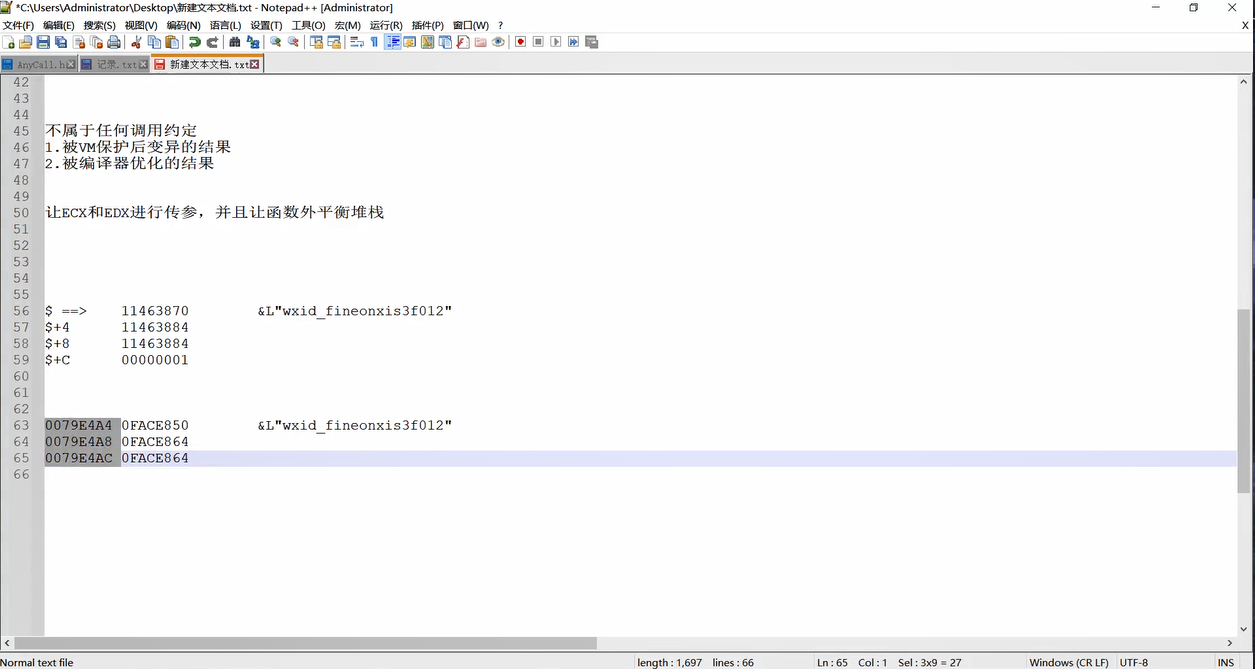 *C:\Users\Administrator\Desktop\新建文本文档.txt - Notepad++ [Administrator]
文件(F) 编辑(E) 搜索(S) 视图(V) 编码(N) 语言(L) 设置(T) 工具(O) 宏(M) 运行(R) 插件(P) 窗口(W) ? X
AnyCall.h 记录.txt 新建文本文档.txt
42
43
44
45 不属于任何调用约定
46 1.被VM保护后变异的结果
47 2.被编译器优化的结果
48
49
50 让ECX和EDX进行传参，并且让函数外平衡堆栈
51
52
53
54
55
56 $ ==> 11463870 &L"wxid_fineonxis3f012"
57 $+4 11463884
58 $+8 11463884
59 $+C 00000001
60
61
62
63 0079E4A4 0FACE850 &L"wxid_fineonxis3f012"
64 0079E4A8 0FACE864
65 0079E4AC 0FACE864
66
Normal text file length : 1,697 lines : 66 Ln : 65 Col : 1 Sel : 3x9 = 27 Windows (CR LF) UTF-8 INS